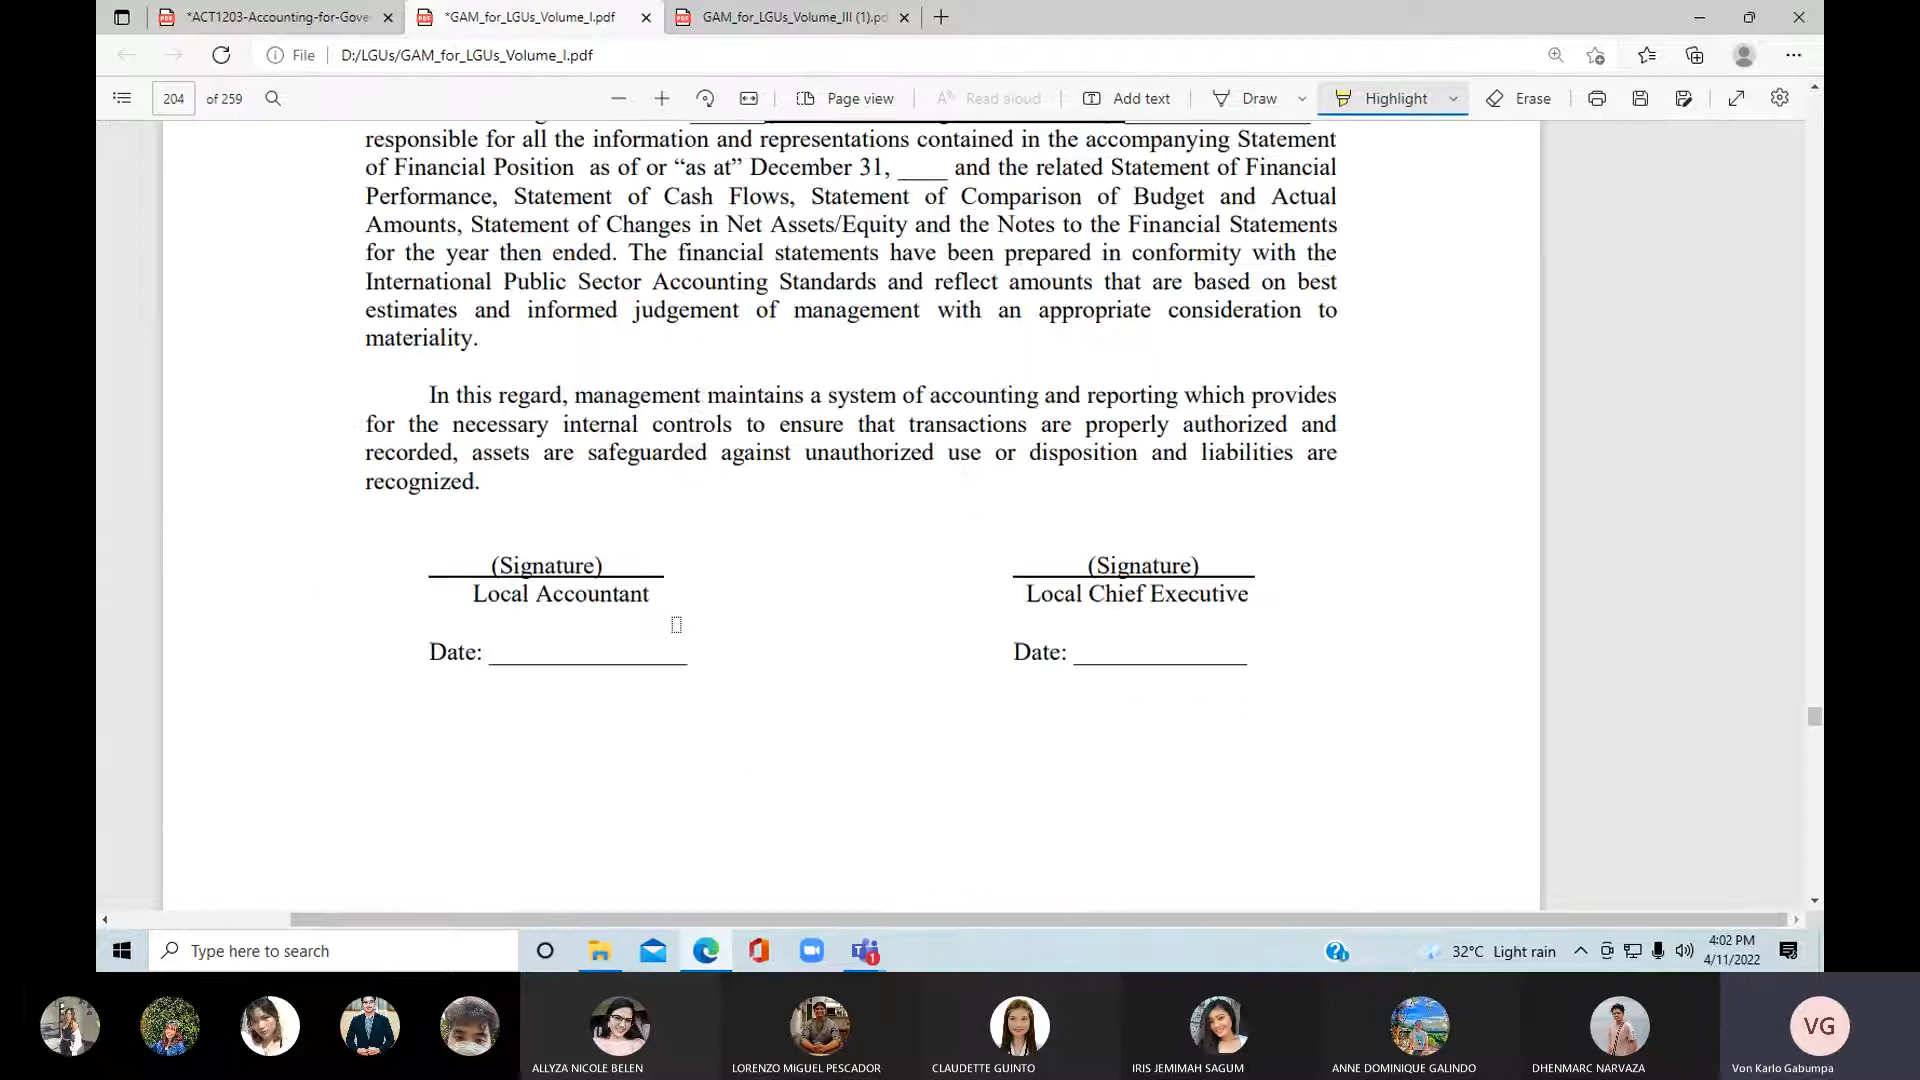 *ACT1203-Accounting-for-Gove
*GAM_for_LGUs_Volume_I.pdf
GAM_for_LGUs_Volume_III (1).pd
File
D:/LGUs/GAM_for_LGUs_Volume_I.pdf
204 of 259
Page view
Read aloud
Add text
Draw
Highlight
Erase
responsible for all the information and representations contained in the accompanying Statement
of Financial Position as of or “as at” December 31, ____ and the related Statement of Financial
Performance, Statement of Cash Flows, Statement of Comparison of Budget and Actual
Amounts, Statement of Changes in Net Assets/Equity and the Notes to the Financial Statements
for the year then ended. The financial statements have been prepared in conformity with the
International Public Sector Accounting Standards and reflect amounts that are based on best
estimates and informed judgement of management with an appropriate consideration to
materiality.
In this regard, management maintains a system of accounting and reporting which provides
for the necessary internal controls to ensure that transactions are properly authorized and
recorded, assets are safeguarded against unauthorized use or disposition and liabilities are
recognized.
(Signature)
Local Accountant
Date: ________________
(Signature)
Local Chief Executive
Date: ______________
Type here to search
1
32°C Light rain
4:02 PM
4/11/2022
ALLYZA NICOLE BELEN
LORENZO MIGUEL PESCADOR
CLAUDETTE GUINTO
IRIS JEMIMAH SAGUM
ANNE DOMINIQUE GALINDO
DHENMARC NARVAZA
VG
Von Karlo Gabumpa